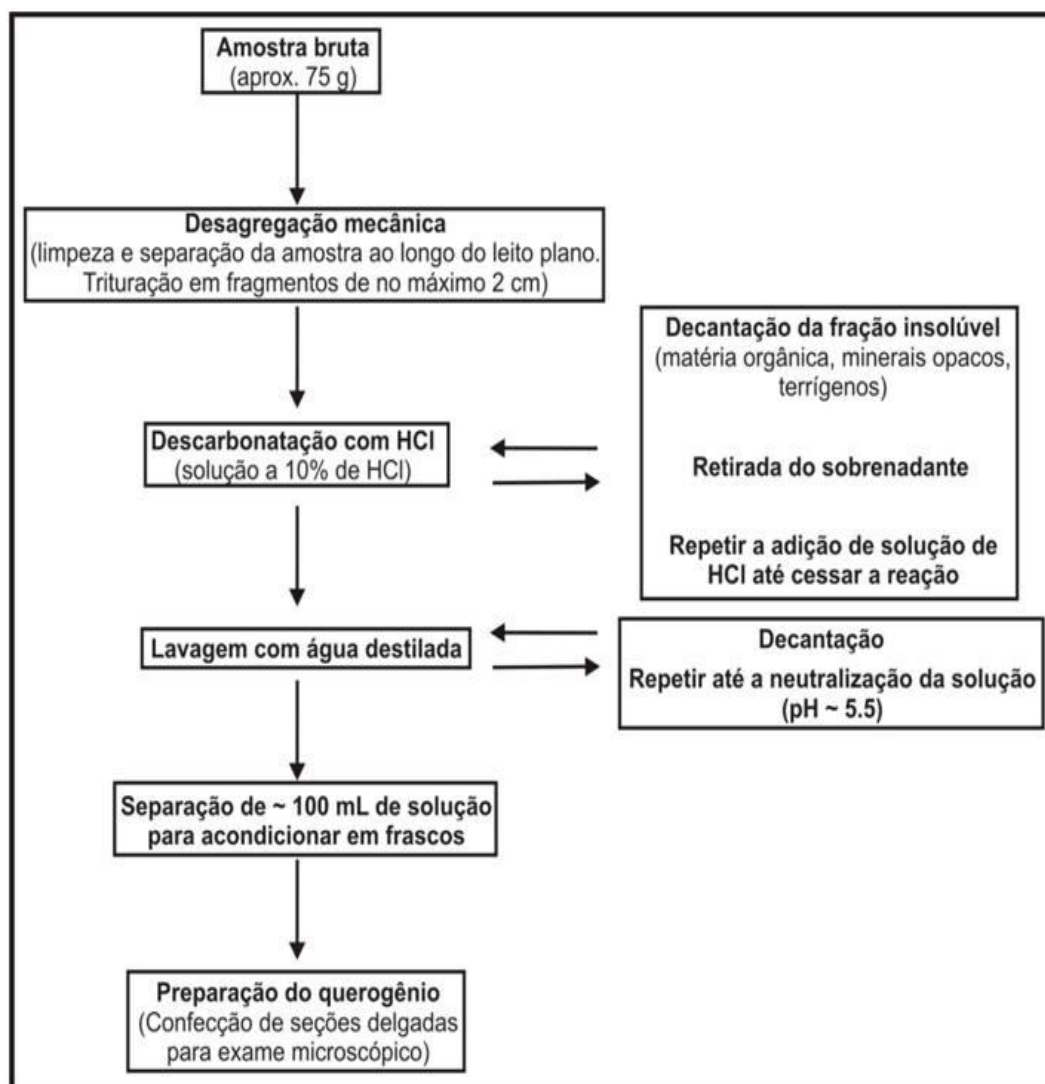 Amostra bruta
(aprox. 75 g)
Desagregação mecânica
(limpeza e separação da amostra ao longo do leito plano.
Trituração em fragmentos de no máximo 2 cm)
Decantação da fração insolúvel
(matéria orgânica, minerais opacos,
terrígenos)
Retirada do sobrenadante
Repetir a adição de solução de
HCl até cessar a reação
Descarbonatação com HCl
(solução a 10% de HCl)
Lavagem com água destilada
Decantação
Repetir até a neutralização da solução
(pH ~ 5.5)
Separação de ~ 100 mL de solução
para acondicionar em frascos
Preparação do querogênio
(Confecção de seções delgadas
para exame microscópico)